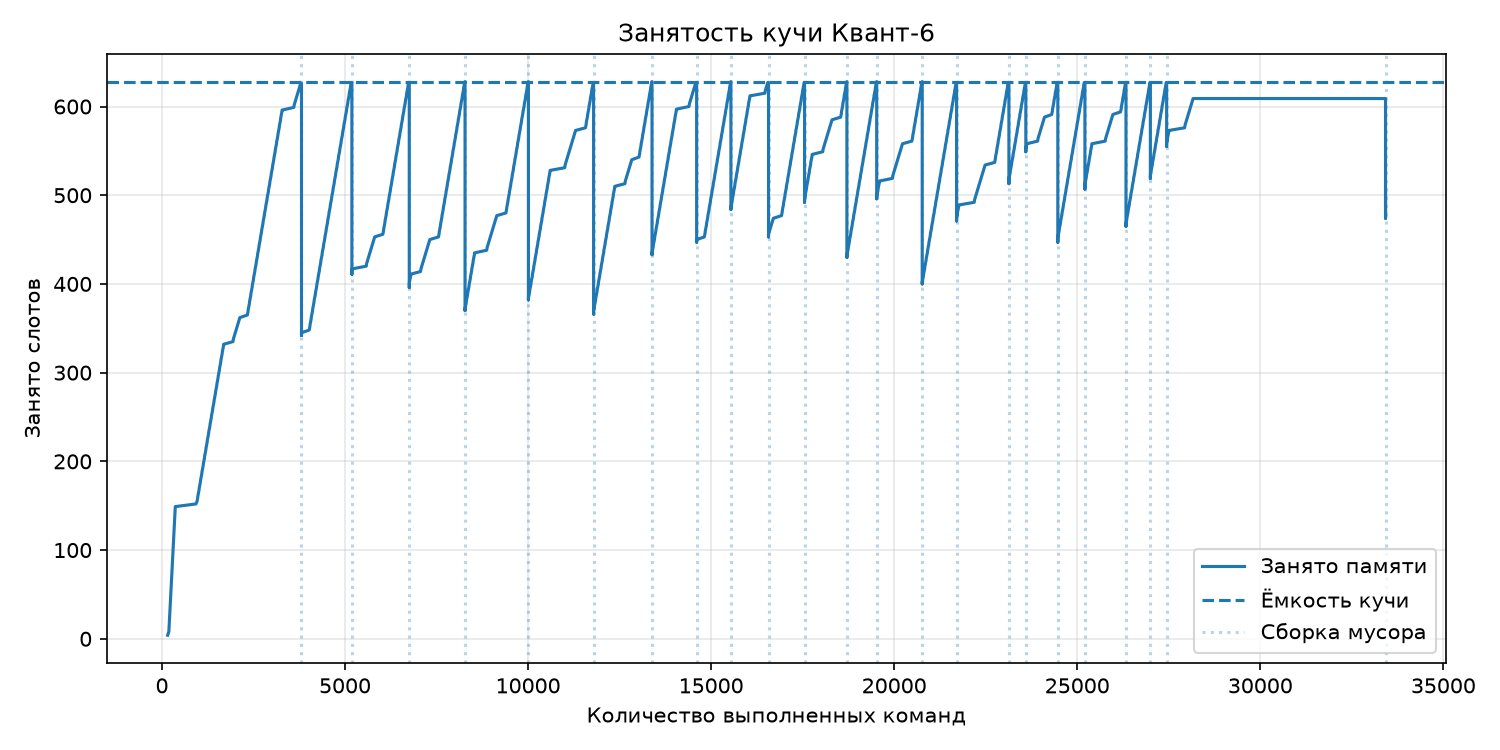 Занятость кучи Квант-6
Занято слотов
600
500
400
300
200
100
0
Занято памяти
Ёмкость кучи
Сборка мусора
0 5000 10000 15000 20000 25000 30000 35000
Количество выполненных команд